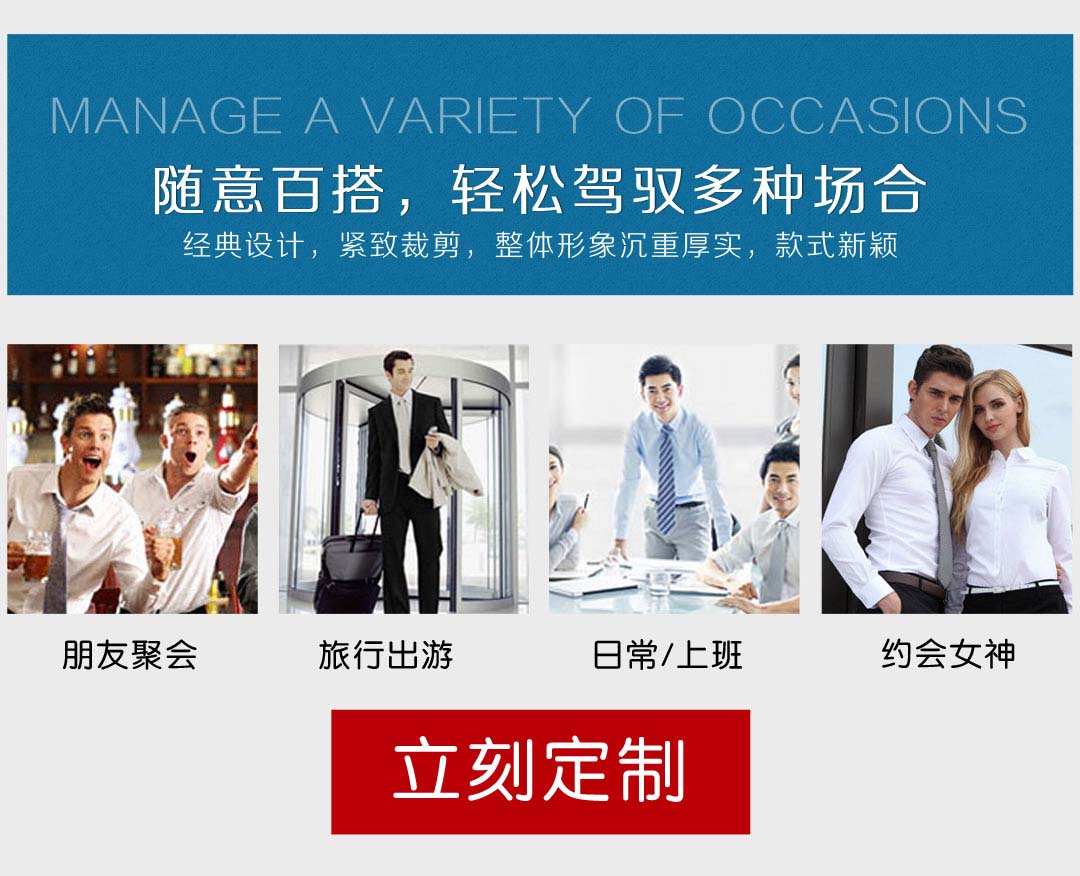 MANAGE A VARIETY OF OCCASIONS
随意百搭，轻松驾驭多种场合
经典设计，紧致裁剪，整体形象沉重厚实，款式新颖
朋友聚会
旅行出游
日常/上班
约会女神
立刻定制